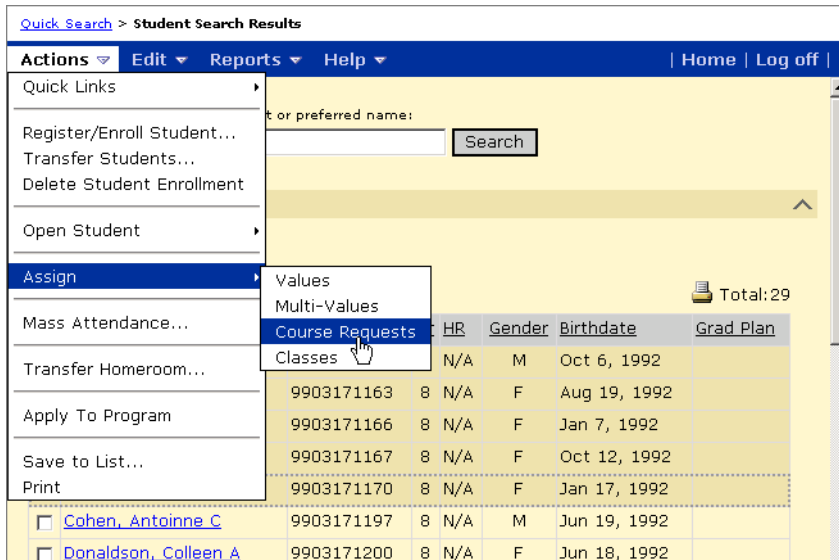 Quick Search > Student Search Results
Actions Edit Reports Help | Home | Log off |
Quick Links
t or preferred name:
Search
Register/Enroll Student...
Transfer Students...
Delete Student Enrollment
Open Student
Assign
Values
Multi-Values
Course Requests
Classes
Mass Attendance...
Transfer Homeroom...
Apply To Program
Save to List...
Print
Total:29
HR Gender Birthdate Grad Plan
N/A M Oct 6, 1992
9903171163 8 N/A F Aug 19, 1992
9903171166 8 N/A F Jan 7, 1992
9903171167 8 N/A F Oct 12, 1992
9903171170 8 N/A F Jan 17, 1992
Cohen, Antoinne C 9903171197 8 N/A M Jun 19, 1992
Donaldson, Colleen A 9903171200 8 N/A F Jun 18, 1992